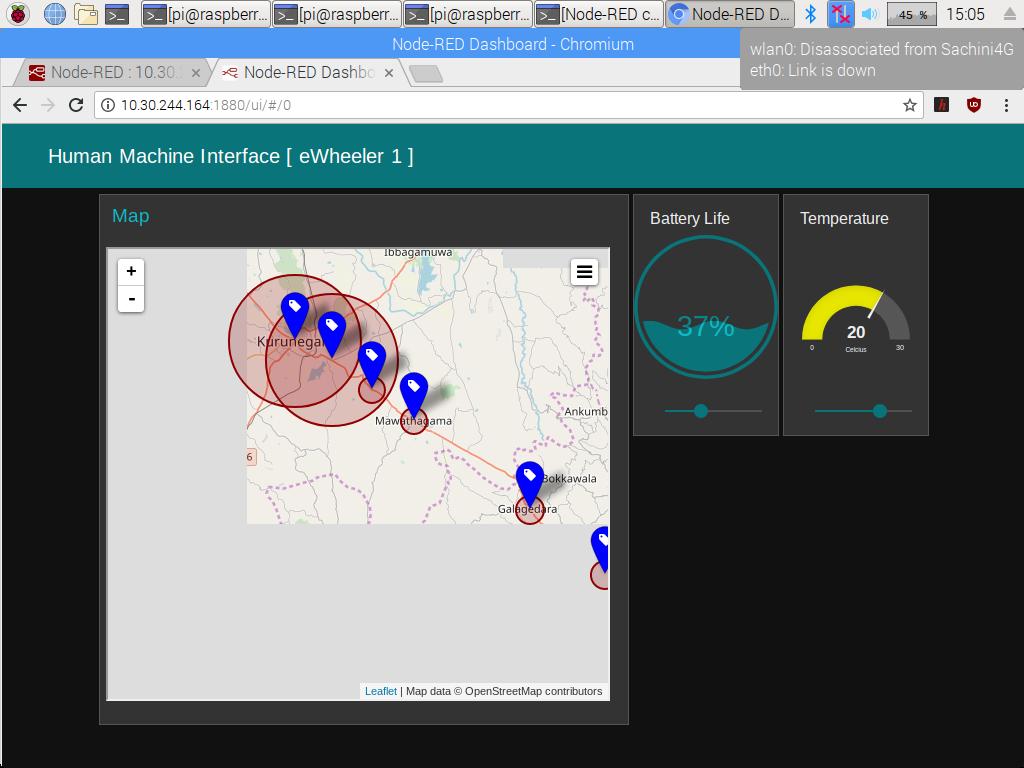 [pi@raspberr...
[pi@raspberr...
[pi@raspberr...
[Node-RED c...
Node-RED D...
45 %
15:05
Node-RED Dashboard - Chromium
wlan0: Disassociated from Sachini4G
eth0: Link is down
Node-RED : 10.30.
Node-RED Dashbo
10.30.244.164:1880/ui/#/0
Human Machine Interface [ eWheeler 1 ]
Map
Battery Life
Temperature
+
-
Ibbagamuwa
Kurunegal
Mawathagama
Ankumb
6
Bokkawala
Galagedara
37%
20
Celcius
0
30
Leaflet | Map data © OpenStreetMap contributors